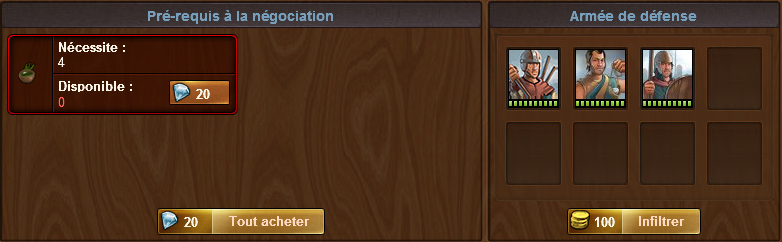 Pré-requis à la négociation
Nécessite :
4
Disponible :
0
20
20 Tout acheter
Armée de défense
100 Infiltrer